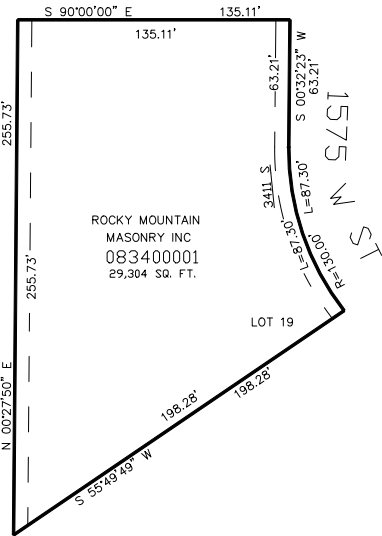 S 90°00'00" E
135.11'
135.11'
255.73'
255.73'
N 00°27'50" E
63.21'
S 00°32'23" W
63.21'
1575 W ST
3411 S
L=87.30'
L=87.30'
R=130.00'
ROCKY MOUNTAIN
MASONRY INC
083400001
29,304 SQ. FT.
LOT 19
198.28'
198.28'
S 55°49'49" W